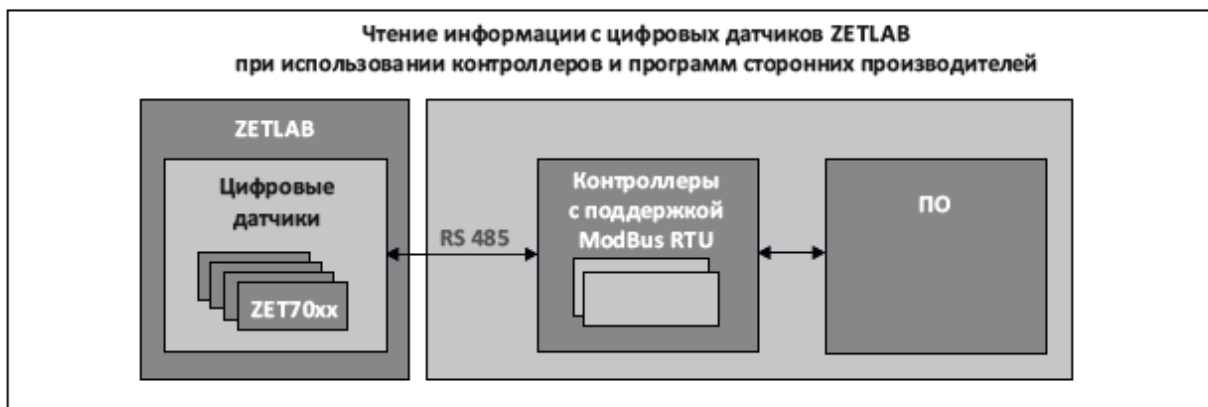 Чтение информации с цифровых датчиков ZETLAB
при использовании контроллеров и программ сторонних производителей
ZETLAB
Цифровые
датчики
ZET70xx
RS 485
Контроллеры
с поддержкой
ModBus RTU
ПО